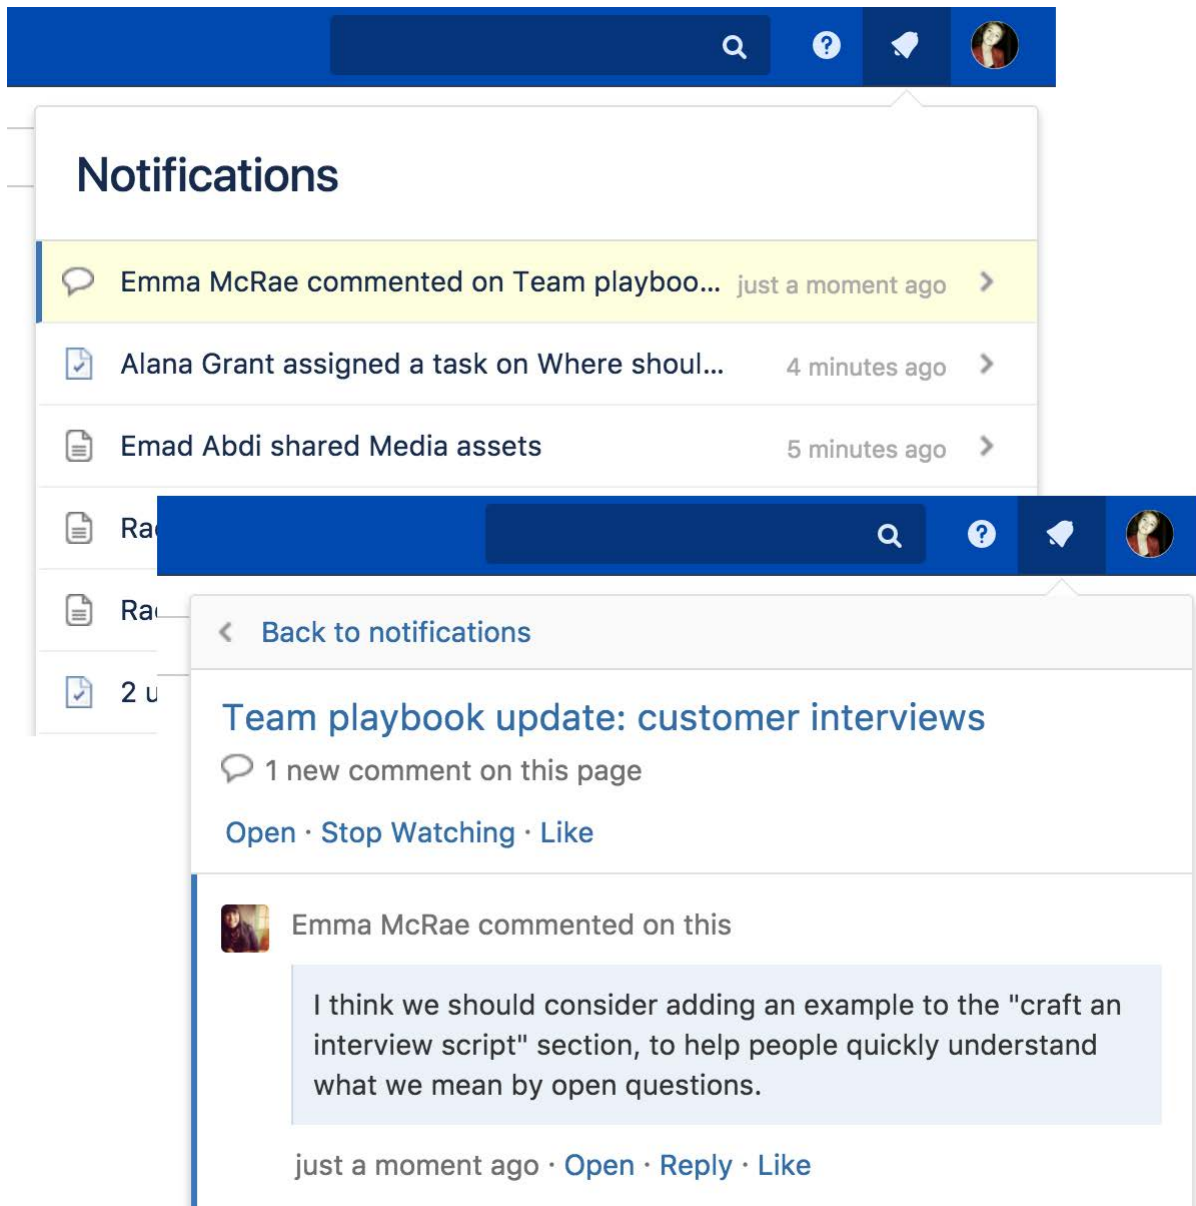 Notifications
Emma McRae commented on Team playboo... just a moment ago
Alana Grant assigned a task on Where shoul... 4 minutes ago
Emad Abdi shared Media assets 5 minutes ago
2
Back to notifications
Team playbook update: customer interviews
1 new comment on this page
Open · Stop Watching · Like
Emma McRae commented on this
I think we should consider adding an example to the "craft an
interview script" section, to help people quickly understand
what we mean by open questions.
just a moment ago · Open · Reply · Like